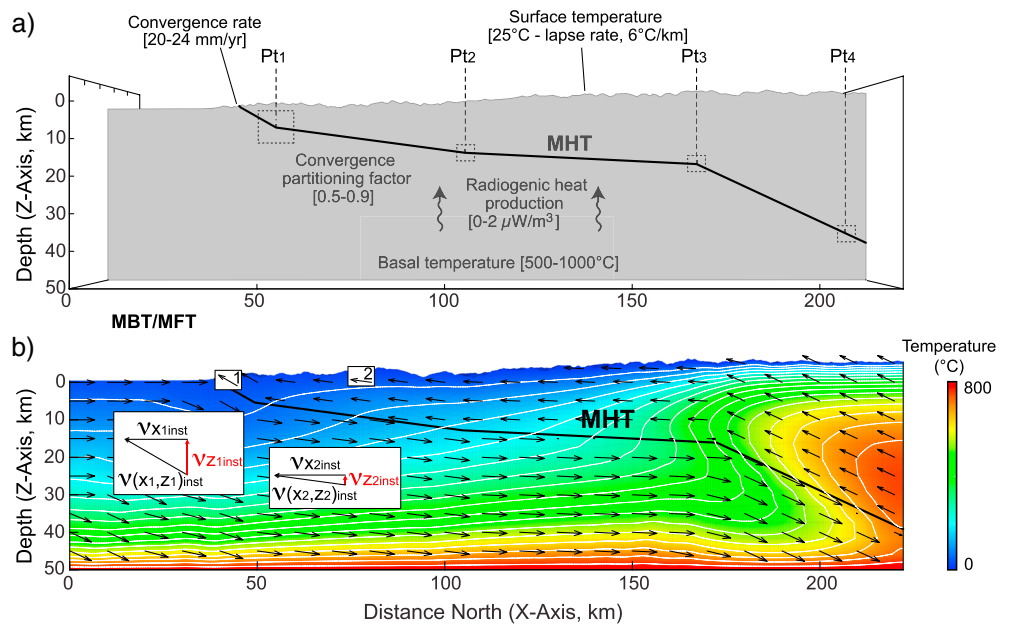 a)
Convergence rate
[20-24 mm/yr]
Surface temperature
[25°C - lapse rate, 6°C/km]
Pt1
Pt2
Pt3
Pt4
Depth (Z-Axis, km)
0
10
20
30
40
50
MHT
Convergence
partitioning factor
[0.5-0.9]
Radiogenic heat
production
[0-2 µW/m³]
Basal temperature [500-1000°C]
0
50
100
150
200
MBT/MFT
b)
Temperature
(°C)
800
0
1
2
Depth (Z-Axis, km)
0
10
20
30
40
50
MHT
νx1inst
νz1inst
ν(x1,z1)inst
νx2inst
νz2inst
ν(x2,z2)inst
0
50
100
150
200
Distance North (X-Axis, km)